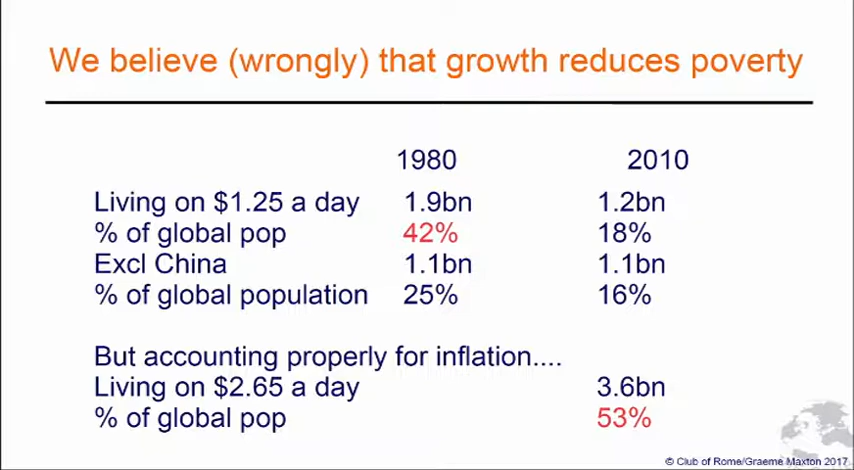 We believe (wrongly) that growth reduces poverty
1980 2010
Living on $1.25 a day 1.9bn 1.2bn
% of global pop 42% 18%
Excl China 1.1bn 1.1bn
% of global population 25% 16%
But accounting properly for inflation....
Living on $2.65 a day 3.6bn
% of global pop 53%
© Club of Rome/Graeme Maxton 2017